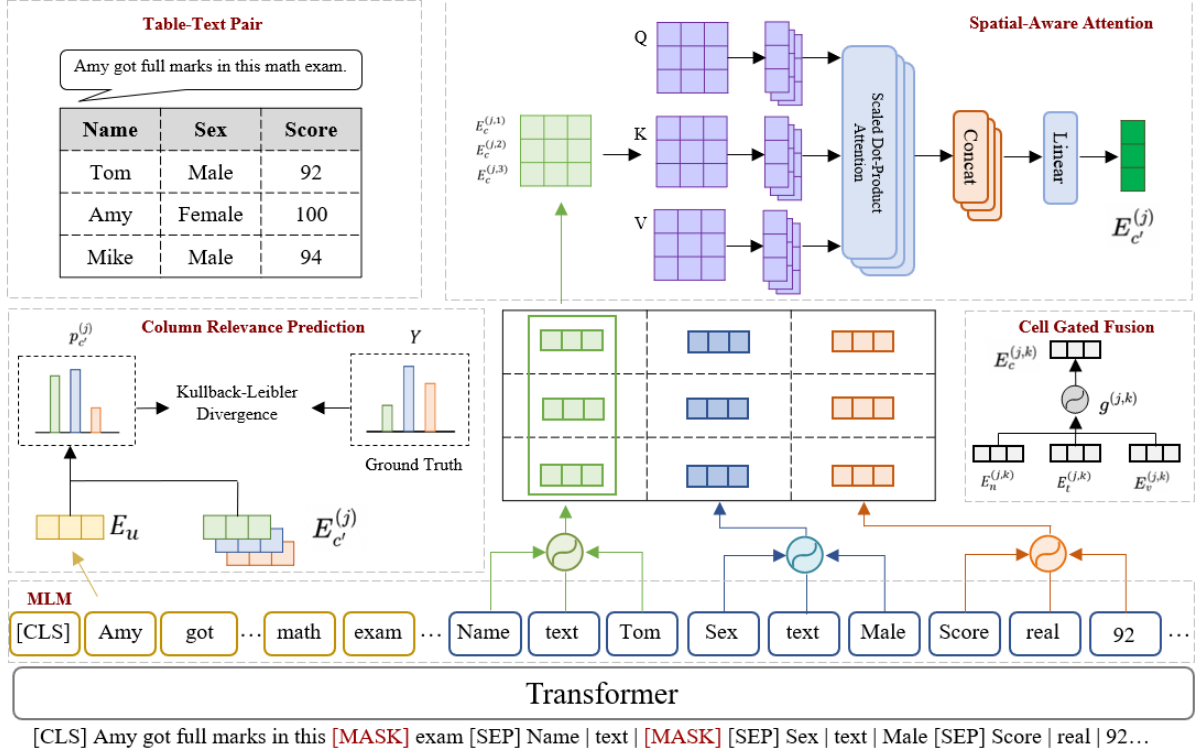 Table-Text Pair
Amy got full marks in this math exam.
Name Sex Score
Tom Male 92
Amy Female 100
Mike Male 94
Spatial-Aware Attention
Q
K
V
E_c^{(j,1)}
E_c^{(j,2)}
E_c^{(j,3)}
Scaled Dot-Product
Attention
Concat
Linear
E_{c'}^{(j)}
Column Relevance Prediction
p_{c'}^{(j)}
Y
Kullback-Leibler
Divergence
Ground Truth
E_u
E_{c'}^{(j)}
Cell Gated Fusion
E_c^{(j,k)}
g^{(j,k)}
E_n^{(j,k)} E_t^{(j,k)} E_v^{(j,k)}
MLM
[CLS] Amy got ... math exam ... Name text Tom Sex text Male Score real 92 ...
Transformer
[CLS] Amy got full marks in this [MASK] exam [SEP] Name | text | [MASK] [SEP] Sex | text | Male [SEP] Score | real | 92...